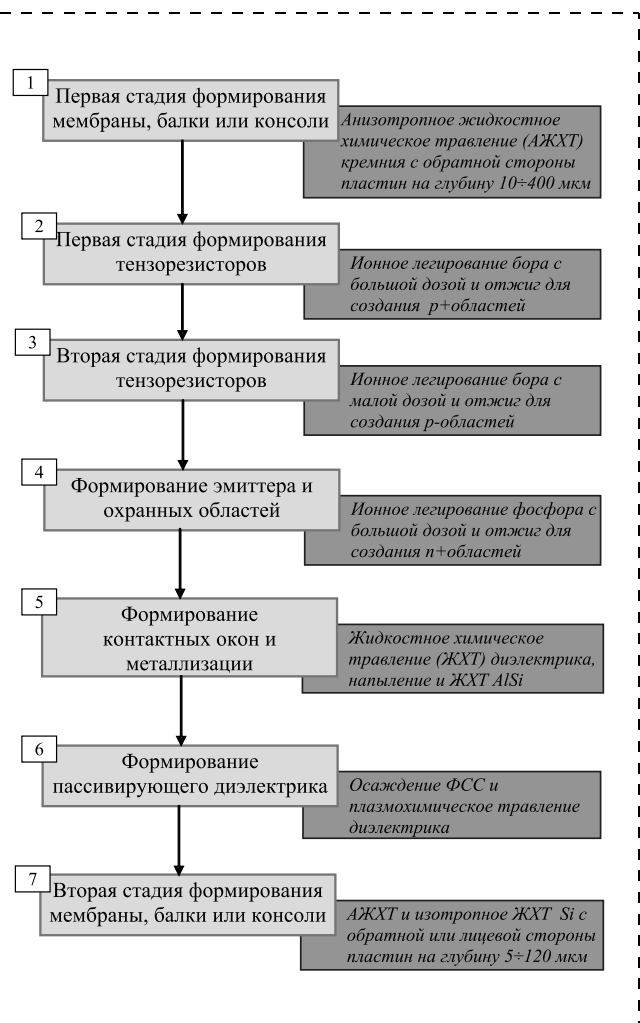 1
Первая стадия формирования
мембраны, балки или консоли
Анизотропное жидкостное
химическое травление (АЖХТ)
кремния с обратной стороны
пластин на глубину 10÷400 мкм
2
Первая стадия формирования
тензорезисторов
Ионное легирование бора с
большой дозой и отжиг для
создания p+областей
3
Вторая стадия формирования
тензорезисторов
Ионное легирование бора с
малой дозой и отжиг для
создания p-областей
4
Формирование эмиттера и
охранных областей
Ионное легирование фосфора с
большой дозой и отжиг для
создания n+областей
5
Формирование
контактных окон и
металлизации
Жидкостное химическое
травление (ЖХТ) диэлектрика,
напыление и ЖХТ AlSi
6
Формирование
пассивирующего диэлектрика
Осаждение ФСС и
плазмохимическое травление
диэлектрика
7
Вторая стадия формирования
мембраны, балки или консоли
АЖХТ и изотропное ЖХТ Si с
обратной или лицевой стороны
пластин на глубину 5÷120 мкм